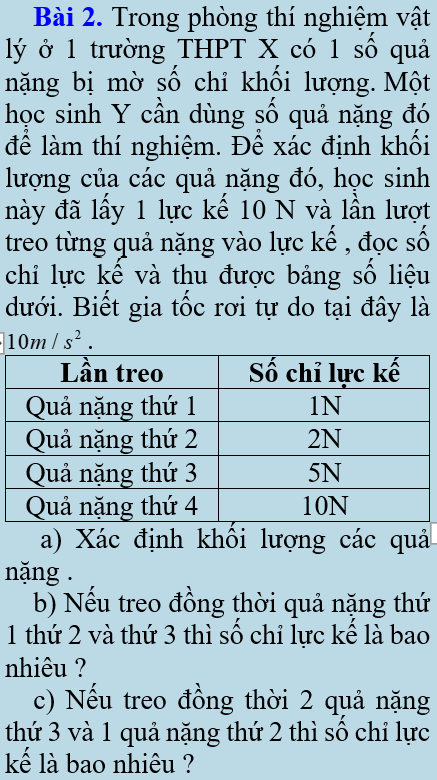 Bài 2. Trong phòng thí nghiệm vật
lý ở 1 trường THPT X có 1 số quả
nặng bị mờ số chỉ khối lượng. Một
học sinh Y cần dùng số quả nặng đó
để làm thí nghiệm. Để xác định khối
lượng của các quả nặng đó, học sinh
này đã lấy 1 lực kế 10 N và lần lượt
treo từng quả nặng vào lực kế , đọc số
chỉ lực kế và thu được bảng số liệu
dưới. Biết gia tốc rơi tự do tại đây là
10m / s² .
Lần treo Số chỉ lực kế
Quả nặng thứ 1 1N
Quả nặng thứ 2 2N
Quả nặng thứ 3 5N
Quả nặng thứ 4 10N
a) Xác định khối lượng các quả
nặng .
b) Nếu treo đồng thời quả nặng thứ
1 thứ 2 và thứ 3 thì số chỉ lực kế là bao
nhiêu ?
c) Nếu treo đồng thời 2 quả nặng
thứ 3 và 1 quả nặng thứ 2 thì số chỉ lực
kế là bao nhiêu ?